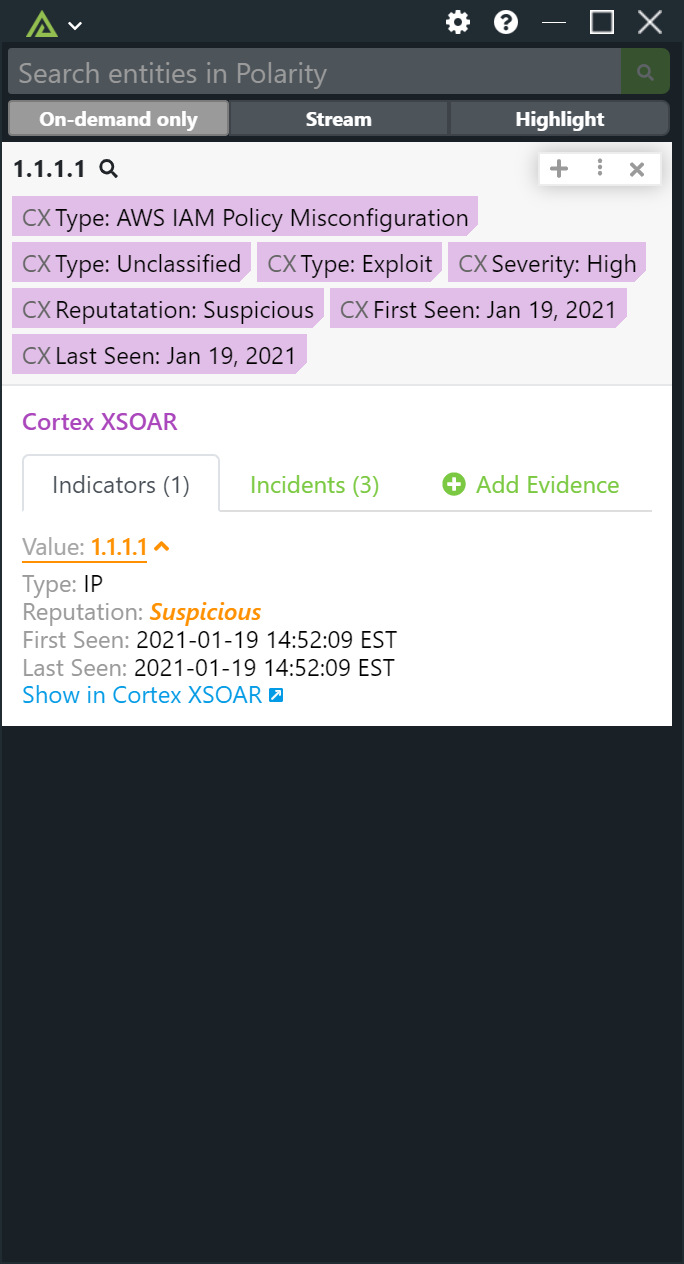 Search entities in Polarity
On-demand only Stream Highlight
1.1.1.1
CX Type: AWS IAM Policy Misconfiguration
CX Type: Unclassified CX Type: Exploit CX Severity: High
CX Reputatation: Suspicious CX First Seen: Jan 19, 2021
CX Last Seen: Jan 19, 2021
Cortex XSOAR
Indicators (1) Incidents (3) Add Evidence
Value: 1.1.1.1
Type: IP
Reputation: Suspicious
First Seen: 2021-01-19 14:52:09 EST
Last Seen: 2021-01-19 14:52:09 EST
Show in Cortex XSOAR